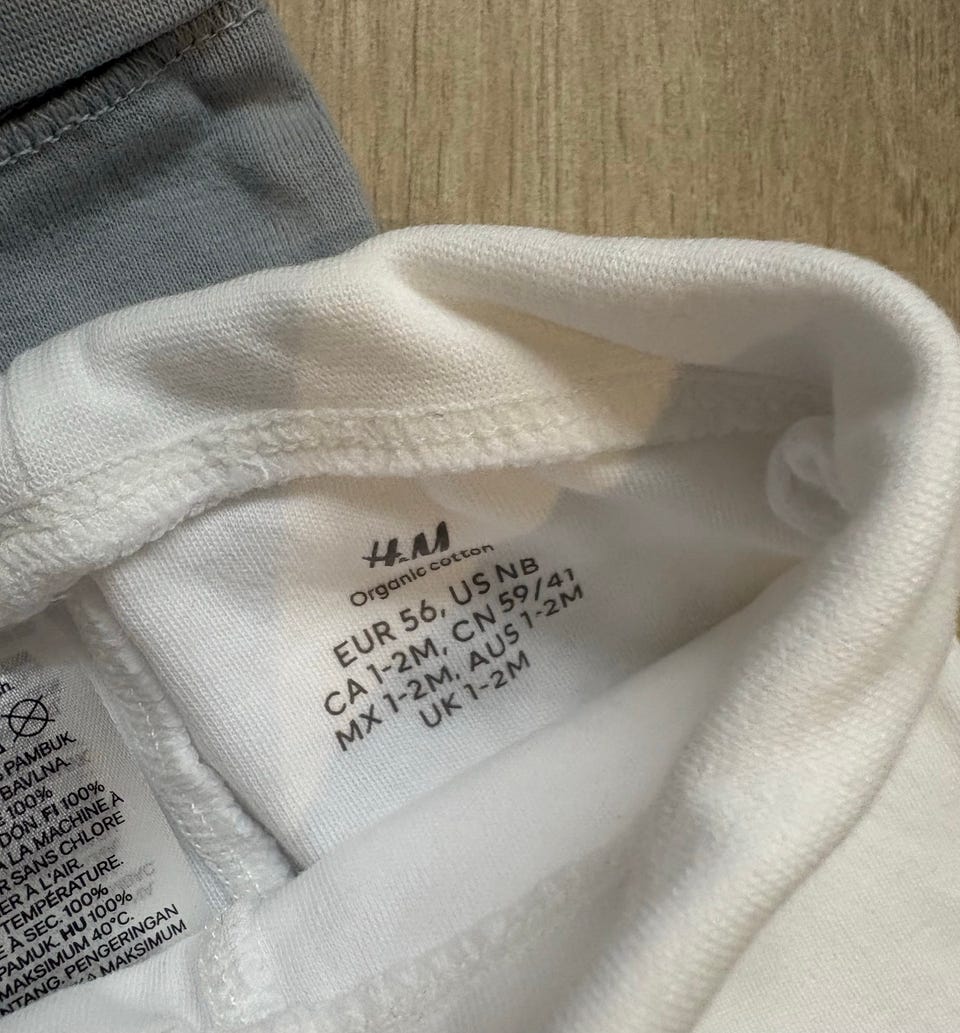 H&M
Organic cotton
EUR 56, US NB
CA 1-2M, CN 59/41
MX 1-2M, AUS 1-2M
UK 1-2M
PAMBUK.
BAVLNA.
100%
DON. FI 100%
LA MACHINE À
SANS CHLORE
À L'AIR.
TEMPÉRATURE.
À SEC. 100%
PAMUK. HU 100%
MAKSIMUM 40°C.
PENGERINGAN
MAKSIMUM